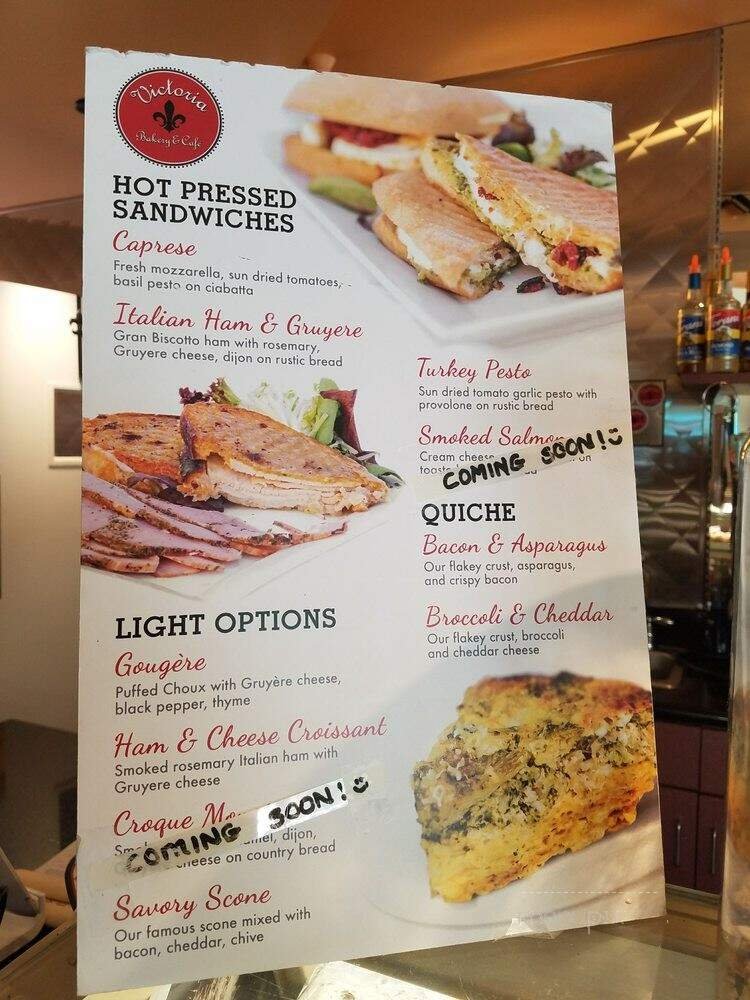 Victoria
Bakery & Cafe
HOT PRESSED
SANDWICHES
Caprese
Fresh mozzarella, sun dried tomatoes,
basil pesto on ciabatta
Italian Ham & Gruyere
Gran Biscotto ham with rosemary,
Gruyere cheese, dijon on rustic bread
Turkey Pesto
Sun dried tomato garlic pesto with
provolone on rustic bread
Smoked Salmon
Cream cheese
on
COMING SOON!
QUICHE
Bacon & Asparagus
Our flakey crust, asparagus,
and crispy bacon
Broccoli & Cheddar
Our flakey crust, broccoli
and cheddar cheese
LIGHT OPTIONS
Gougère
Puffed Choux with Gruyère cheese,
black pepper, thyme
Ham & Cheese Croissant
Smoked rosemary Italian ham with
Gruyere cheese
Croque
dijon,
COMING SOON!
cheese on country bread
Savory Scone
Our famous scone mixed with
bacon, cheddar, chive